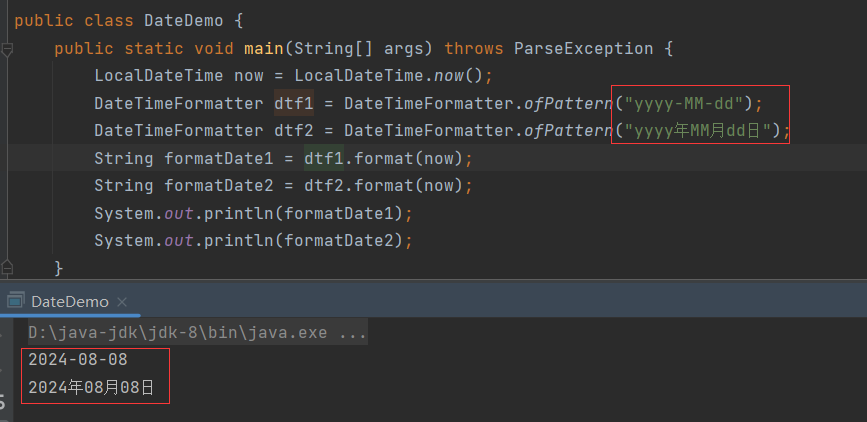 public class DateDemo {
public static void main(String[] args) throws ParseException {
LocalDateTime now = LocalDateTime.now();
DateTimeFormatter dtf1 = DateTimeFormatter.ofPattern("yyyy-MM-dd");
DateTimeFormatter dtf2 = DateTimeFormatter.ofPattern("yyyy年MM月dd日");
String formatDate1 = dtf1.format(now);
String formatDate2 = dtf2.format(now);
System.out.println(formatDate1);
System.out.println(formatDate2);
}
DateDemo ×
D:\java-jdk\jdk-8\bin\java.exe ...
2024-08-08
2024年08月08日